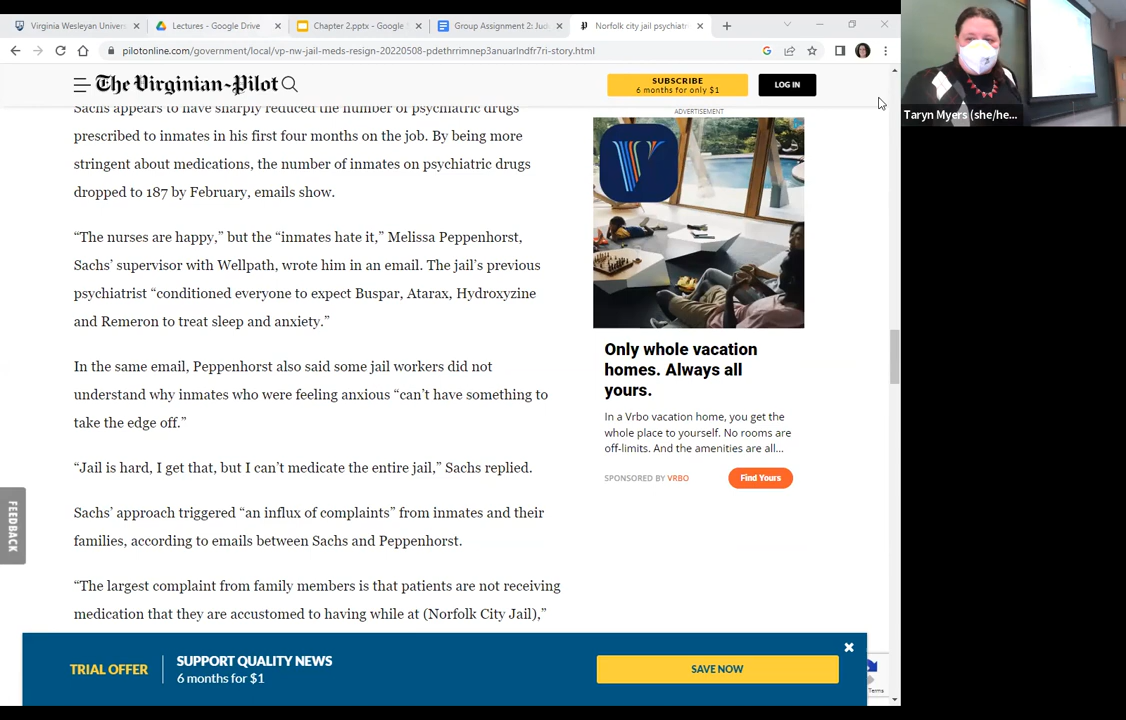 Virginia Wesleyan Univer
Lectures - Google Drive
Chapter 2.pptx - Google
Group Assignment 2: Jud
Norfolk city jail psychiatr
pilotonline.com/government/local/vp-nw-jail-meds-resign-20220508-pdethrrimnep3anuarlndfr7ri-story.html
The Virginian-Pilot
SUBSCRIBE
6 months for only $1
LOG IN
Taryn Myers (she/he...
Sachs appears to have sharply reduced the number of psychiatric drugs
prescribed to inmates in his first four months on the job. By being more
stringent about medications, the number of inmates on psychiatric drugs
dropped to 187 by February, emails show.
“The nurses are happy,” but the “inmates hate it,” Melissa Peppenhorst,
Sachs’ supervisor with Wellpath, wrote him in an email. The jail’s previous
psychiatrist “conditioned everyone to expect Buspar, Atarax, Hydroxyzine
and Remeron to treat sleep and anxiety.”
In the same email, Peppenhorst also said some jail workers did not
understand why inmates who were feeling anxious “can’t have something to
take the edge off.”
“Jail is hard, I get that, but I can’t medicate the entire jail,” Sachs replied.
Sachs’ approach triggered “an influx of complaints” from inmates and their
families, according to emails between Sachs and Peppenhorst.
“The largest complaint from family members is that patients are not receiving
medication that they are accustomed to having while at (Norfolk City Jail),”
ADVERTISEMENT
Only whole vacation
homes. Always all
yours.
In a Vrbo vacation home, you get the
whole place to yourself. No rooms are
off-limits. And the amenities are all...
SPONSORED BY VRBO
Find Yours
FEEDBACK
TRIAL OFFER
SUPPORT QUALITY NEWS
6 months for $1
SAVE NOW
Terms